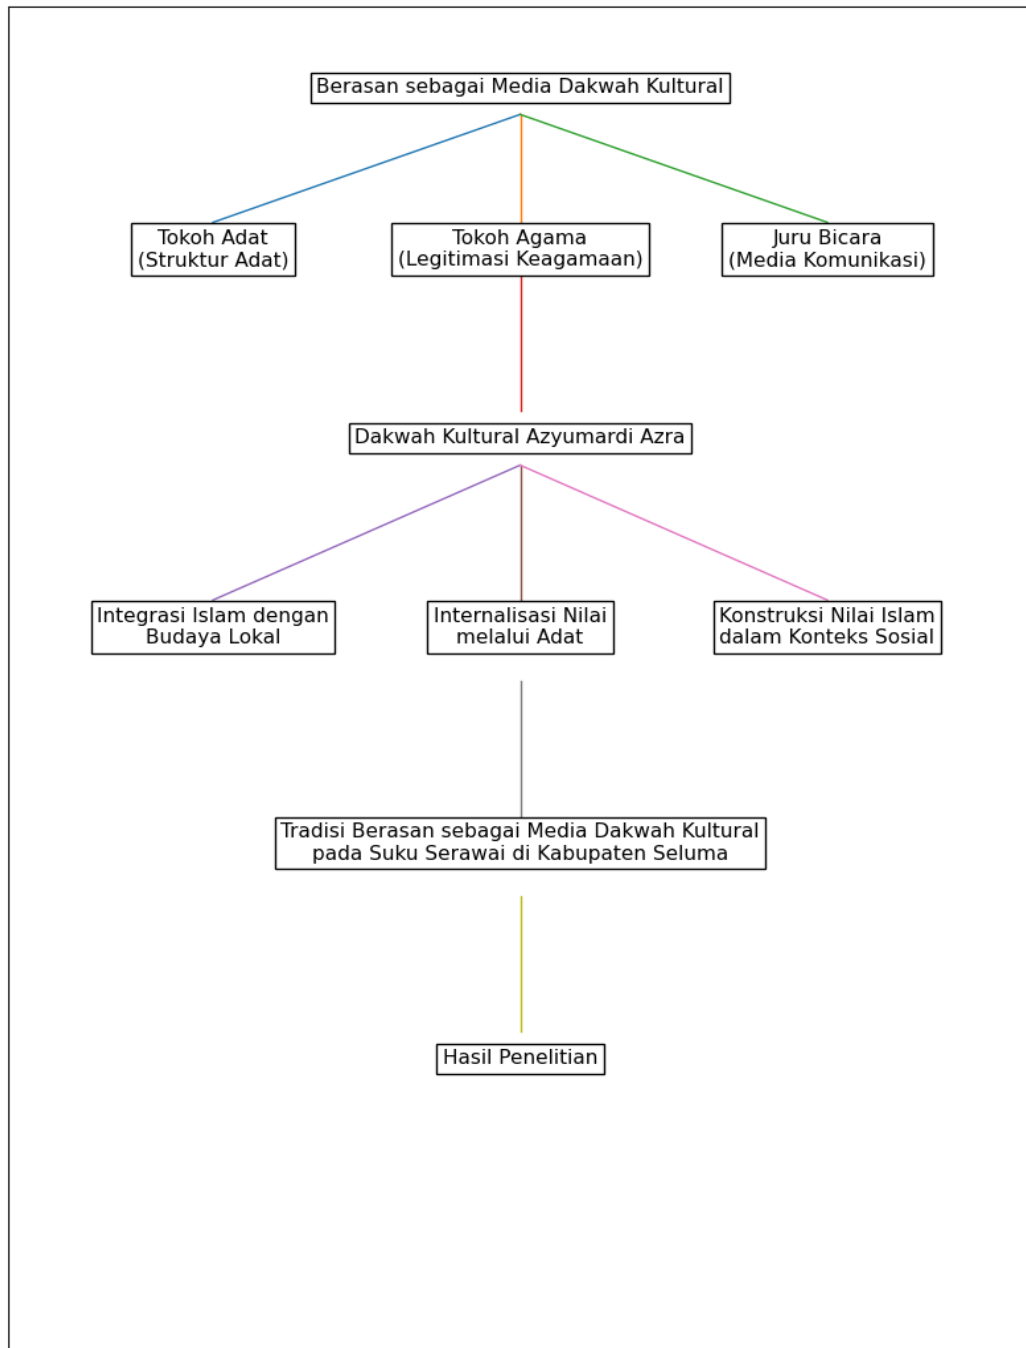 Berasan sebagai Media Dakwah Kultural
Tokoh Adat
(Struktur Adat)
Tokoh Agama
(Legitimasi Keagamaan)
Juru Bicara
(Media Komunikasi)
Dakwah Kultural Azyumardi Azra
Integrasi Islam dengan
Budaya Lokal
Internalisasi Nilai
melalui Adat
Konstruksi Nilai Islam
dalam Konteks Sosial
Tradisi Berasan sebagai Media Dakwah Kultural
pada Suku Serawai di Kabupaten Seluma
Hasil Penelitian